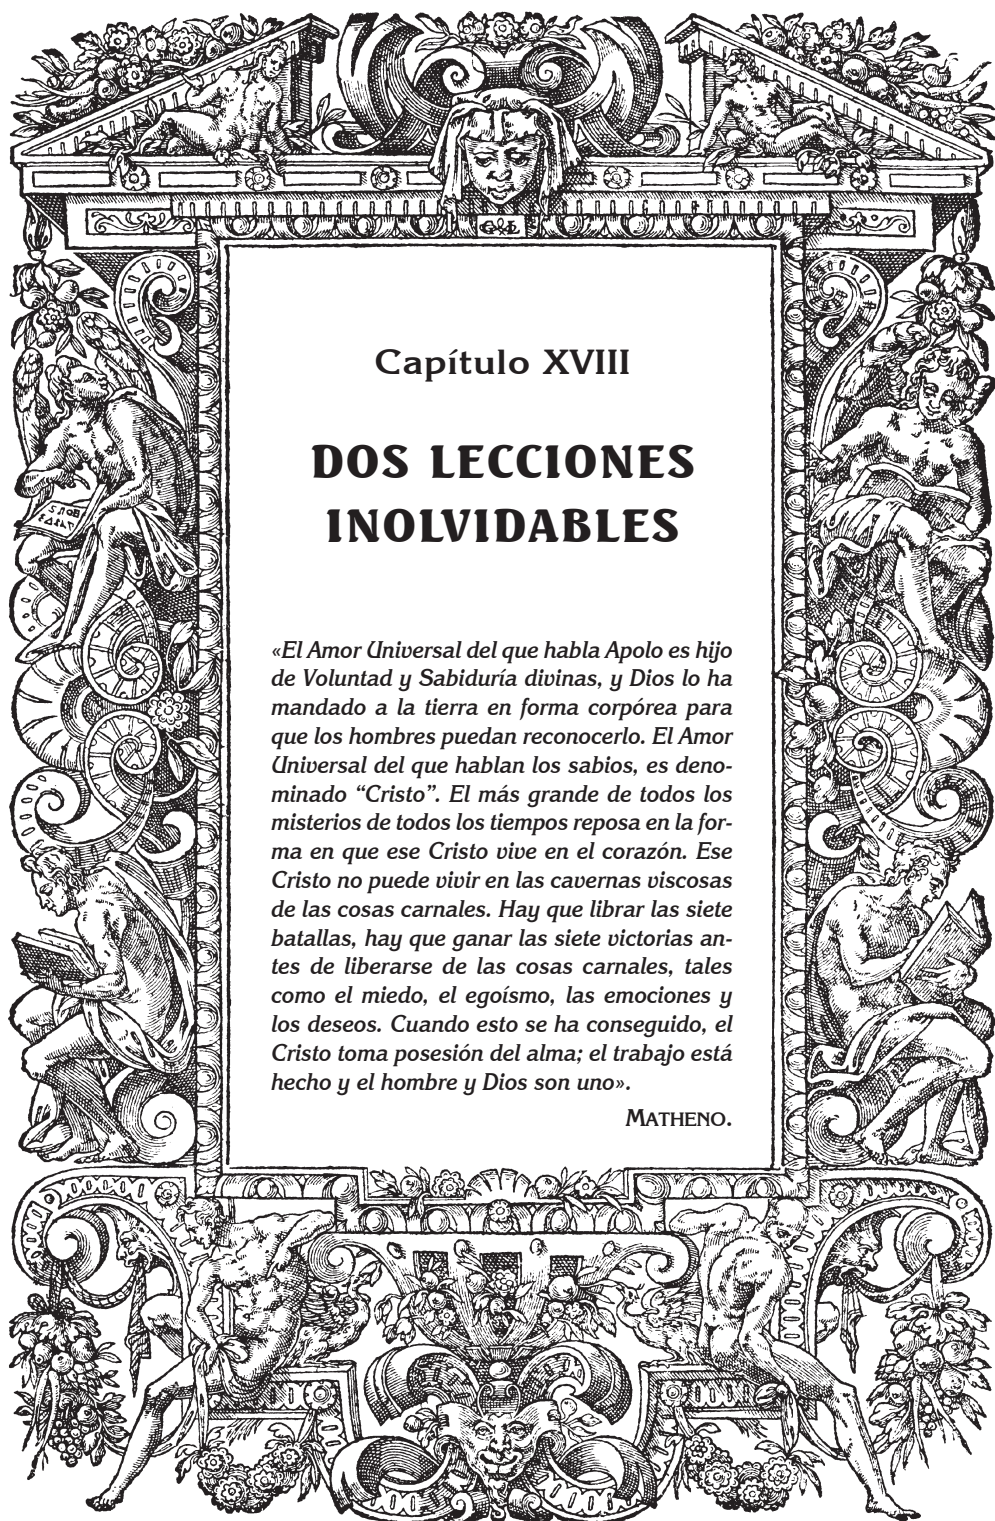 Capítulo XVIII
DOS LECCIONES
INOLVIDABLES
«El Amor Universal del que habla Apolo es hijo
de Voluntad y Sabiduría divinas, y Dios lo ha
mandado a la tierra en forma corpórea para
que los hombres puedan reconocerlo. El Amor
Universal del que hablan los sabios, es deno-
minado “Cristo”. El más grande de todos los
misterios de todos los tiempos reposa en la for-
ma en que ese Cristo vive en el corazón. Ese
Cristo no puede vivir en las cavernas viscosas
de las cosas carnales. Hay que librar las siete
batallas, hay que ganar las siete victorias an-
tes de liberarse de las cosas carnales, tales
como el miedo, el egoísmo, las emociones y
los deseos. Cuando esto se ha conseguido, el
Cristo toma posesión del alma; el trabajo está
hecho y el hombre y Dios son uno».
MATHENO.